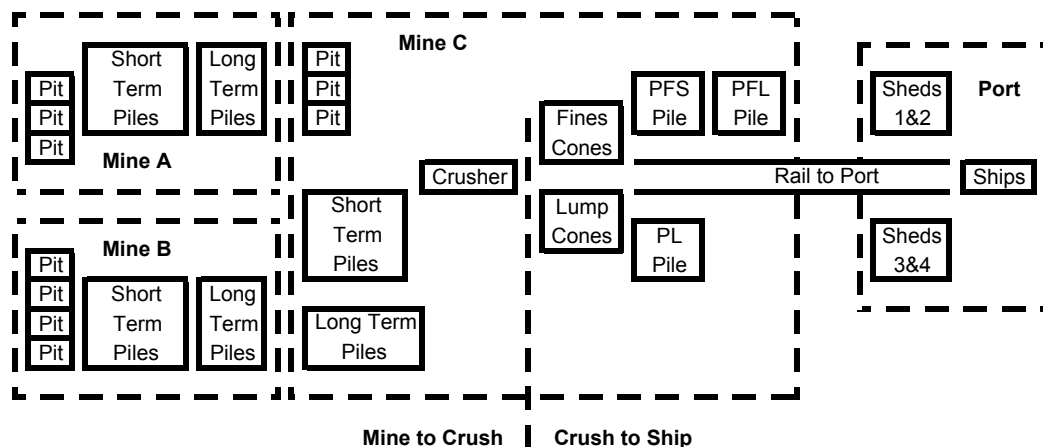 Short
Term
Piles
Long
Term
Piles
Pit
Pit
Pit
Mine A
Mine B
Pit
Pit
Pit
Pit
Short
Term
Piles
Long
Term
Piles
Mine C
Pit
Pit
Pit
Crusher
Short
Term
Piles
Long Term
Piles
Fines
Cones
PFS
Pile
PFL
Pile
Rail to Port
Lump
Cones
PL
Pile
Port
Sheds
1&2
Ships
Sheds
3&4
Mine to Crush
Crush to Ship